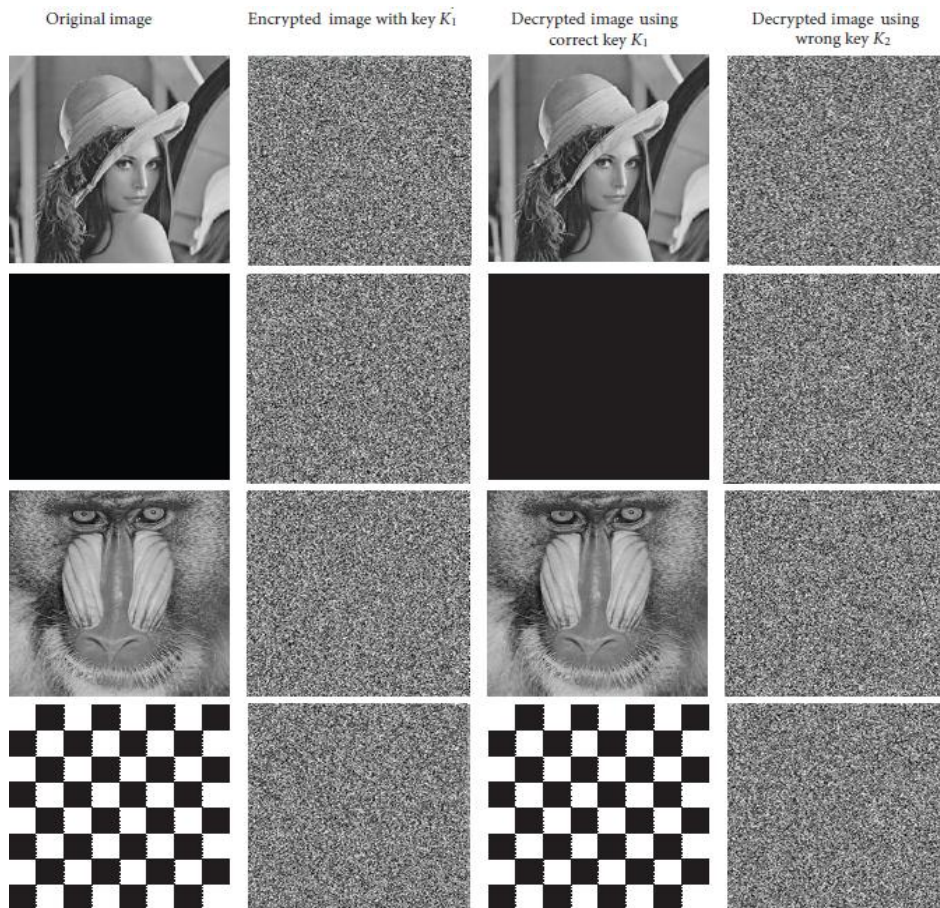 Original image
Encrypted image with key K₁
Decrypted image using
correct key K₁
Decrypted image using
wrong key K₂